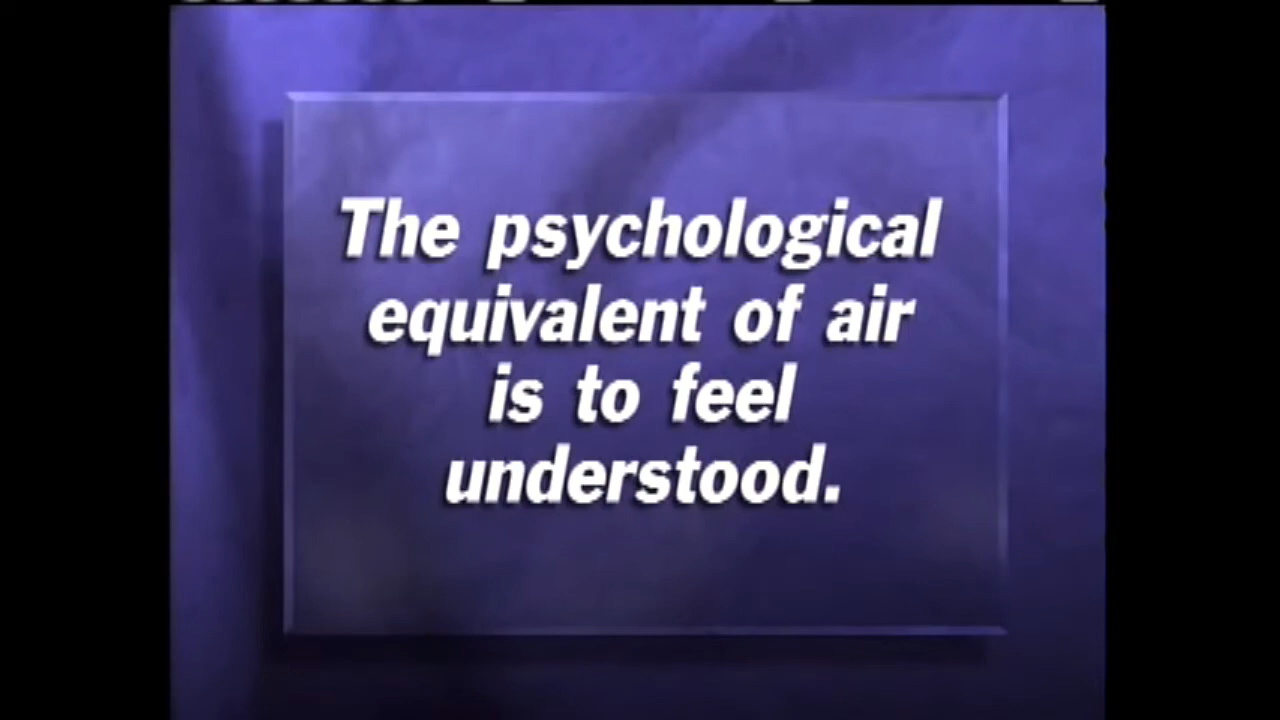 The psychological
equivalent of air
is to feel
understood.